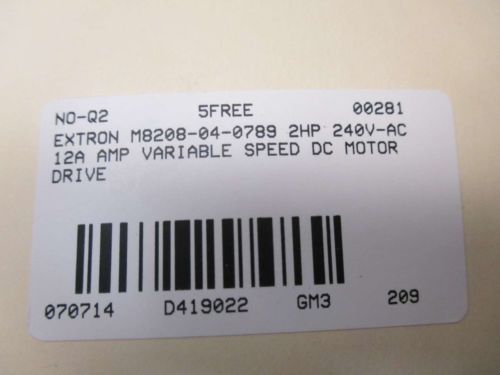 NO-Q2 5FREE 00281
EXTRON M8208-04-0789 2HP 240V-AC
12A AMP VARIABLE SPEED DC MOTOR
DRIVE
070714 D419022 GM3 209